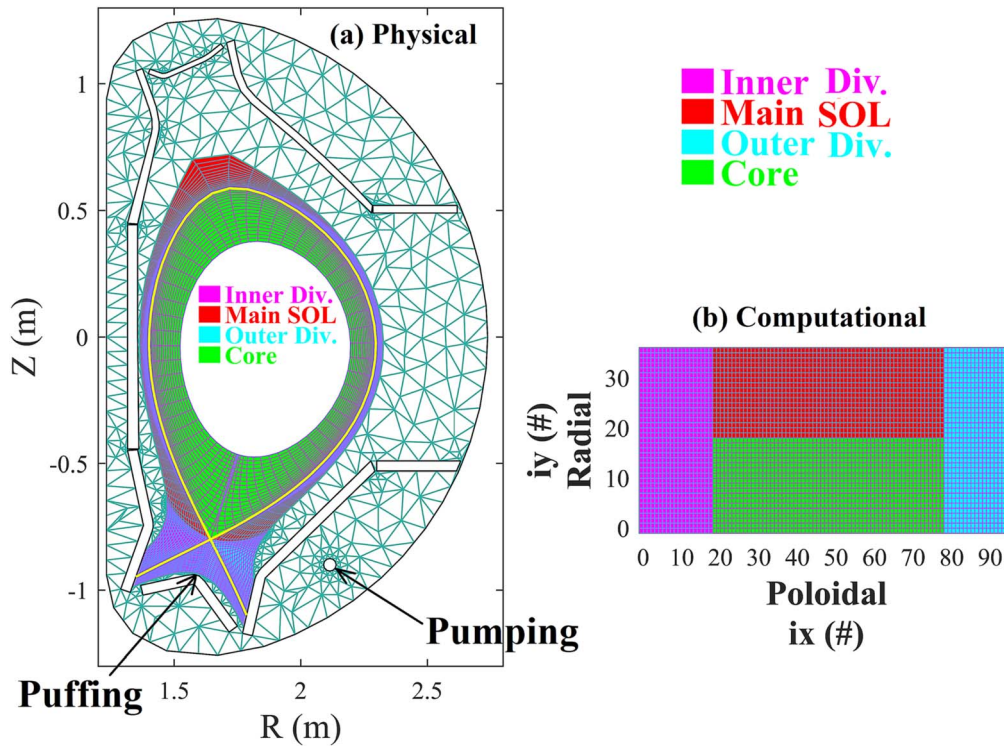 (a) Physical
1
0.5
0
-0.5
-1
Z (m)
Inner Div.
Main SOL
Outer Div.
Core
Pumping
Puffing
1.5
2
2.5
R (m)
Inner Div.
Main SOL
Outer Div.
Core
(b) Computational
iy (#)
Radial
30
20
10
0
0 10 20 30 40 50 60 70 80 90
Poloidal
ix (#)